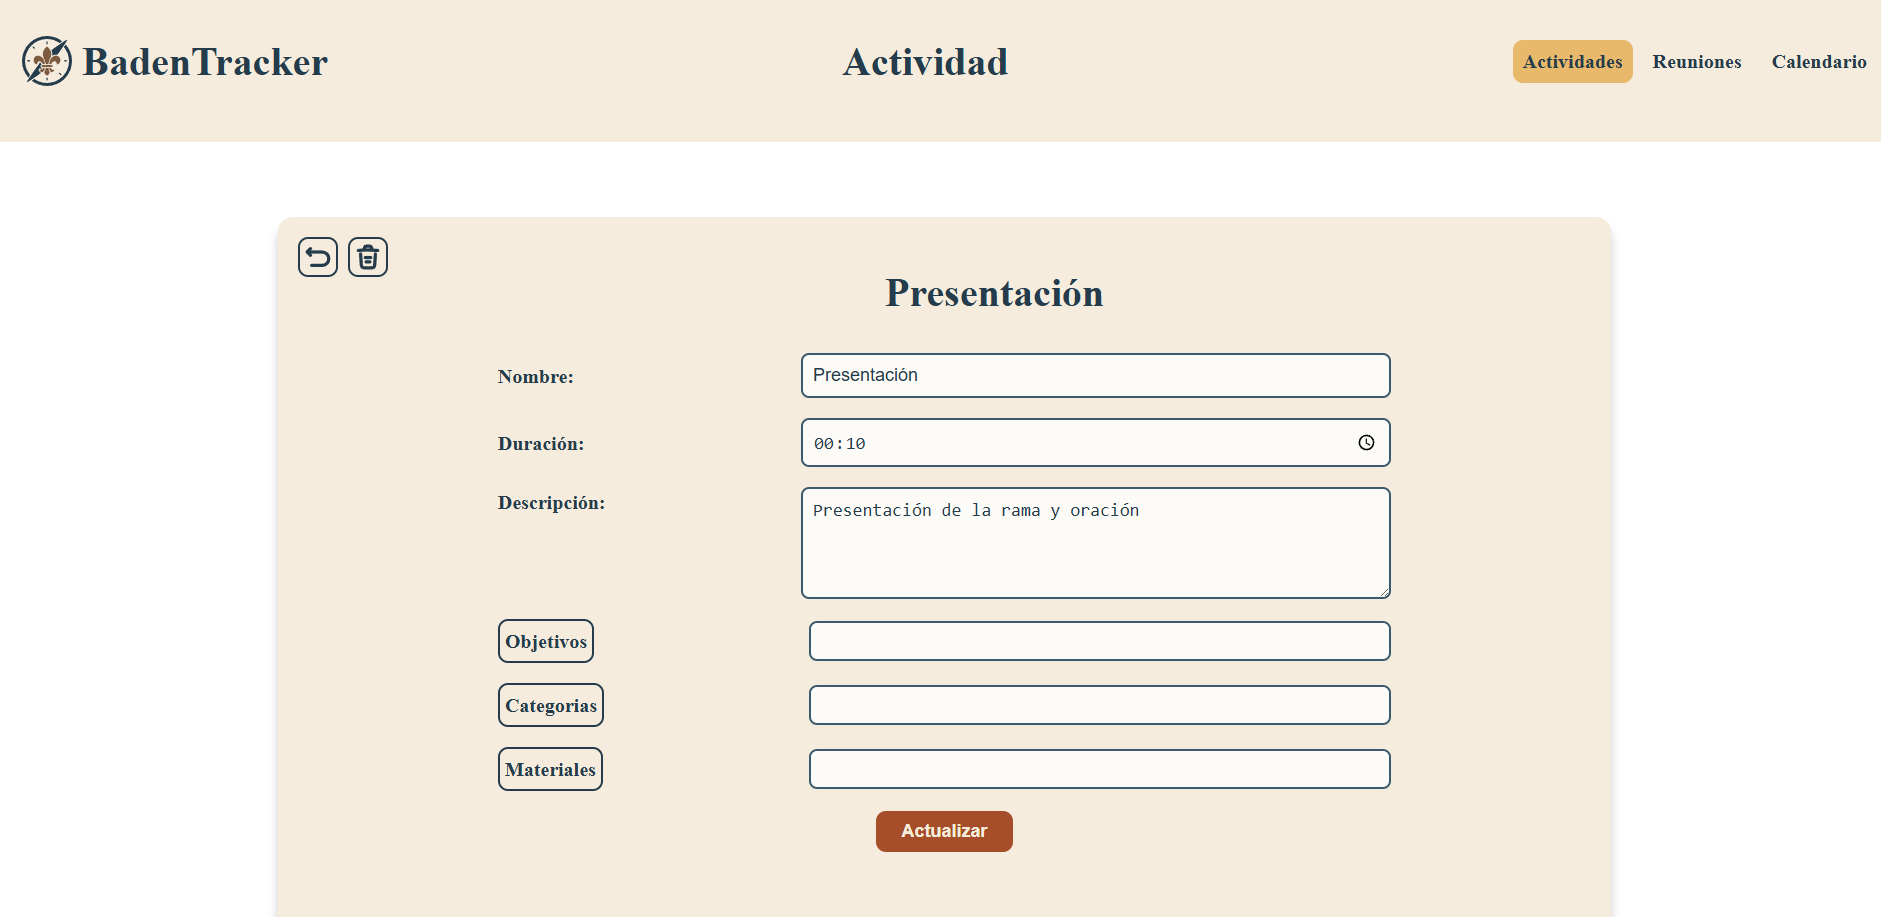 BadenTracker
Actividad
Actividades
Reuniones
Calendario
Presentación
Nombre:
Presentación
Duración:
00:10
Descripción:
Presentación de la rama y oración
Objetivos
Categorias
Materiales
Actualizar